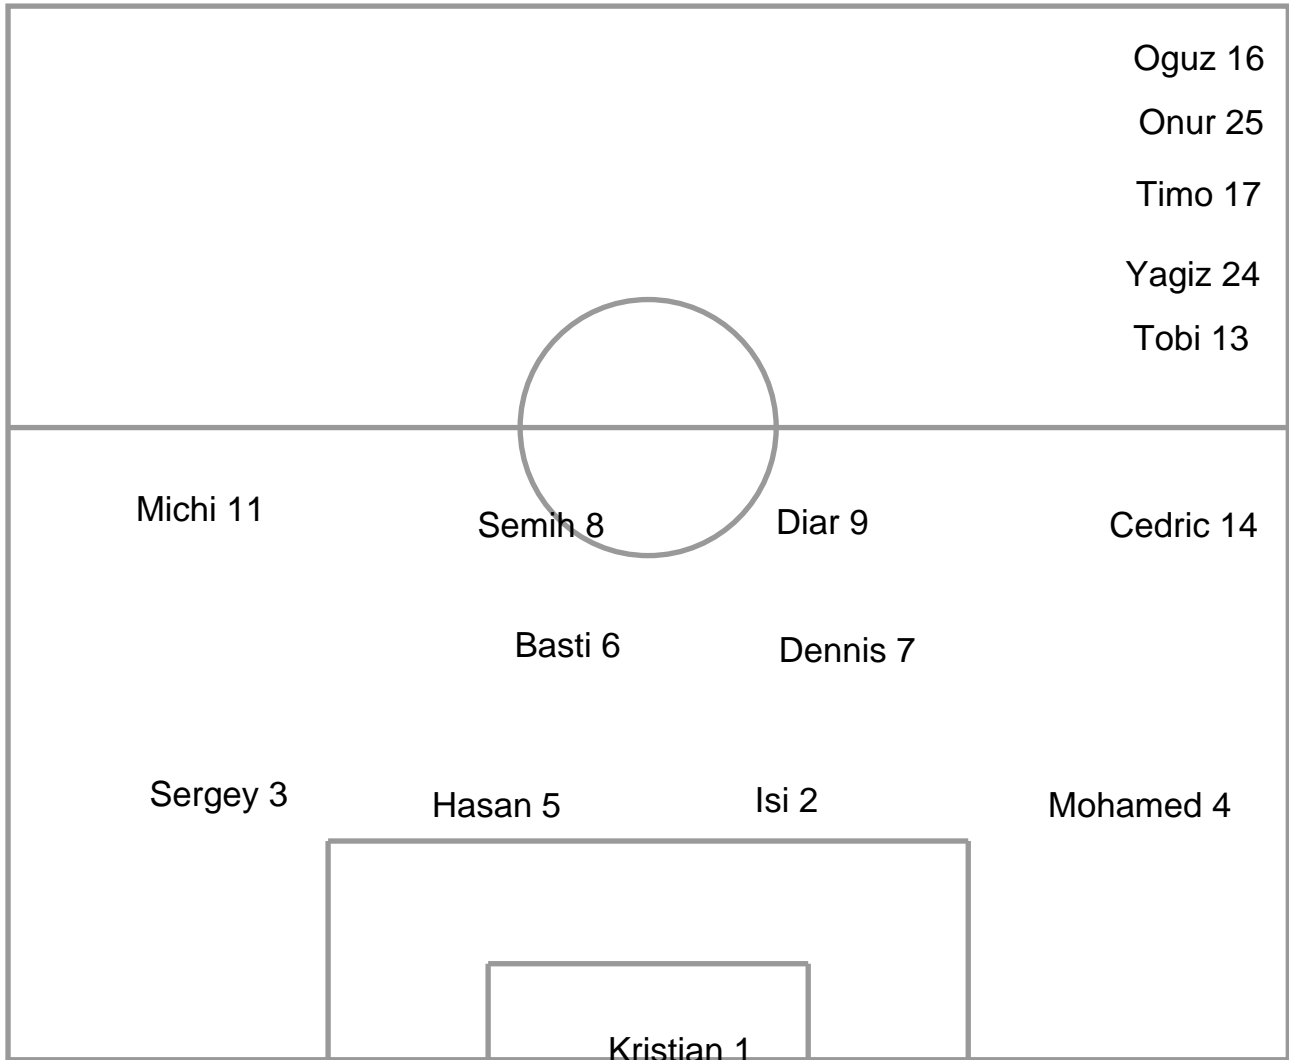 Oguz 16
Onur 25
Timo 17
Yagiz 24
Tobi 13
Michi 11
Semih 8
Diar 9
Cedric 14
Basti 6
Dennis 7
Sergey 3
Hasan 5
Isi 2
Mohamed 4
Kristian 1